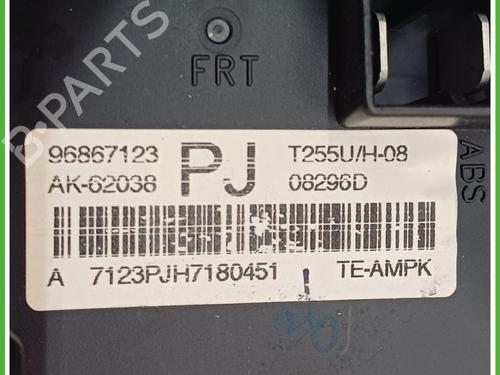 FRT
ABS
96867123 PJ T255U/H-08
AK-62038 08296D
A 7123PJH7180451 TE-AMPK
B-PARTS